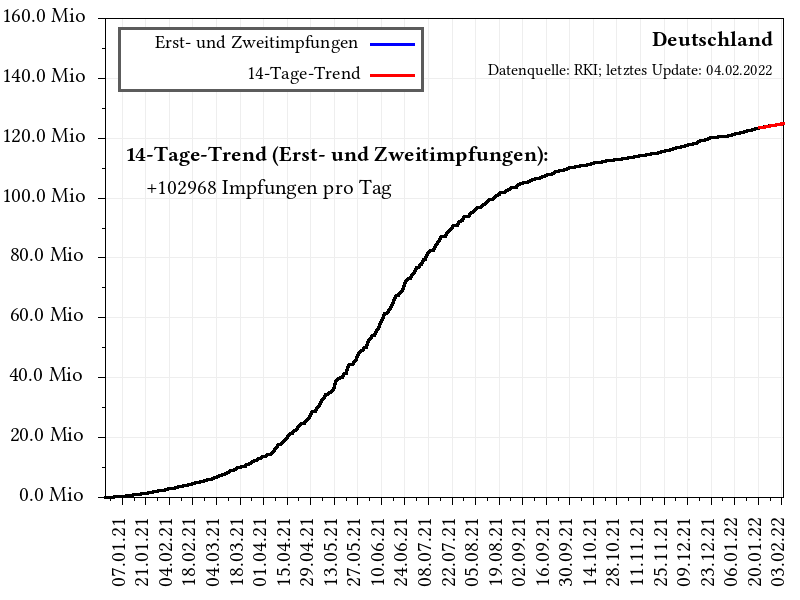 160.0 Mio
140.0 Mio
120.0 Mio
100.0 Mio
80.0 Mio
60.0 Mio
40.0 Mio
20.0 Mio
0.0 Mio
Erst- und Zweitimpfungen
14-Tage-Trend
Deutschland
Datenquelle: RKI; letztes Update: 04.02.2022
14-Tage-Trend (Erst- und Zweitimpfungen):
+102968 Impfungen pro Tag
07.01.21
21.01.21
04.02.21
18.02.21
04.03.21
18.03.21
01.04.21
15.04.21
29.04.21
13.05.21
27.05.21
10.06.21
24.06.21
08.07.21
22.07.21
05.08.21
19.08.21
02.09.21
16.09.21
30.09.21
14.10.21
28.10.21
11.11.21
25.11.21
09.12.21
23.12.21
06.01.22
20.01.22
03.02.22